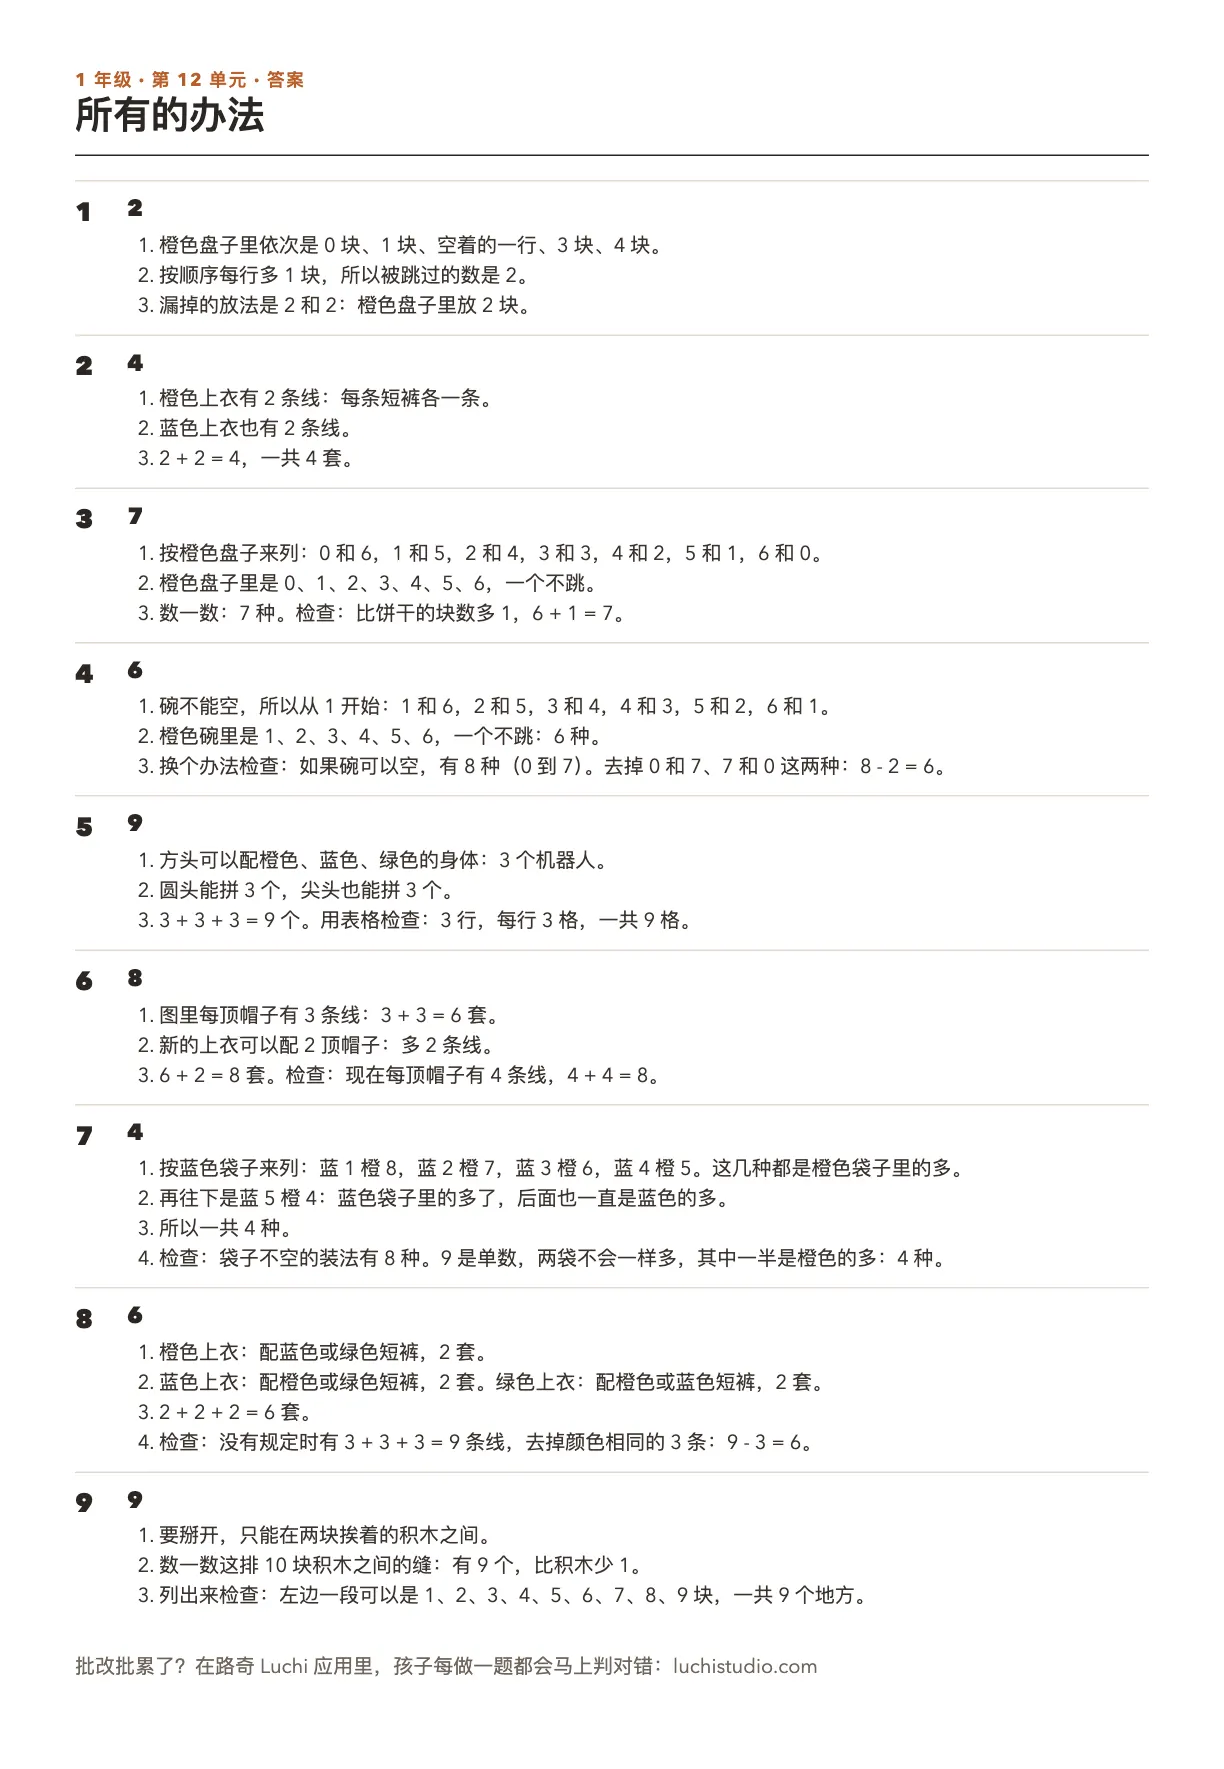 1 年级 · 第 12 单元 · 答案
所有的办法
1 2
1. 橙色盘子里依次是 0 块、1 块、空着的一行、3 块、4 块。
2. 按顺序每行多 1 块，所以被跳过的数是 2。
3. 漏掉的放法是 2 和 2：橙色盘子里放 2 块。
2 4
1. 橙色上衣有 2 条线：每条短裤各一条。
2. 蓝色上衣也有 2 条线。
3. 2 + 2 = 4，一共 4 套。
3 7
1. 按橙色盘子来列：0 和 6，1 和 5，2 和 4，3 和 3，4 和 2，5 和 1，6 和 0。
2. 橙色盘子里是 0、1、2、3、4、5、6，一个不跳。
3. 数一数：7 种。检查：比饼干的块数多 1，6 + 1 = 7。
4 6
1. 碗不能空，所以从 1 开始：1 和 6，2 和 5，3 和 4，4 和 3，5 和 2，6 和 1。
2. 橙色碗里是 1、2、3、4、5、6，一个不跳：6 种。
3. 换个办法检查：如果碗可以空，有 8 种（0 到 7）。去掉 0 和 7、7 和 0 这两种：8 - 2 = 6。
5 9
1. 方头可以配橙色、蓝色、绿色的身体：3 个机器人。
2. 圆头能拼 3 个，尖头也能拼 3 个。
3. 3 + 3 + 3 = 9 个。用表格检查：3 行，每行 3 格，一共 9 格。
6 8
1. 图里每顶帽子有 3 条线：3 + 3 = 6 套。
2. 新的上衣可以配 2 顶帽子：多 2 条线。
3. 6 + 2 = 8 套。检查：现在每顶帽子有 4 条线，4 + 4 = 8。
7 4
1. 按蓝色袋子来列：蓝 1 橙 8，蓝 2 橙 7，蓝 3 橙 6，蓝 4 橙 5。这几种都是橙色袋子里的多。
2. 再往下是蓝 5 橙 4：蓝色袋子里的多了，后面也一直是蓝色的多。
3. 所以一共 4 种。
4. 检查：袋子不空的装法有 8 种。9 是单数，两袋不会一样多，其中一半是橙色的多：4 种。
8 6
1. 橙色上衣：配蓝色或绿色短裤，2 套。
2. 蓝色上衣：配橙色或绿色短裤，2 套。绿色上衣：配橙色或蓝色短裤，2 套。
3. 2 + 2 + 2 = 6 套。
4. 检查：没有规定时有 3 + 3 + 3 = 9 条线，去掉颜色相同的 3 条：9 - 3 = 6。
9 9
1. 要掰开，只能在两块挨着的积木之间。
2. 数一数这排 10 块积木之间的缝：有 9 个，比积木少 1。
3. 列出来检查：左边一段可以是 1、2、3、4、5、6、7、8、9 块，一共 9 个地方。
批改批累了？在路奇 Luchi 应用里，孩子每做一题都会马上判对错：luchistudio.com